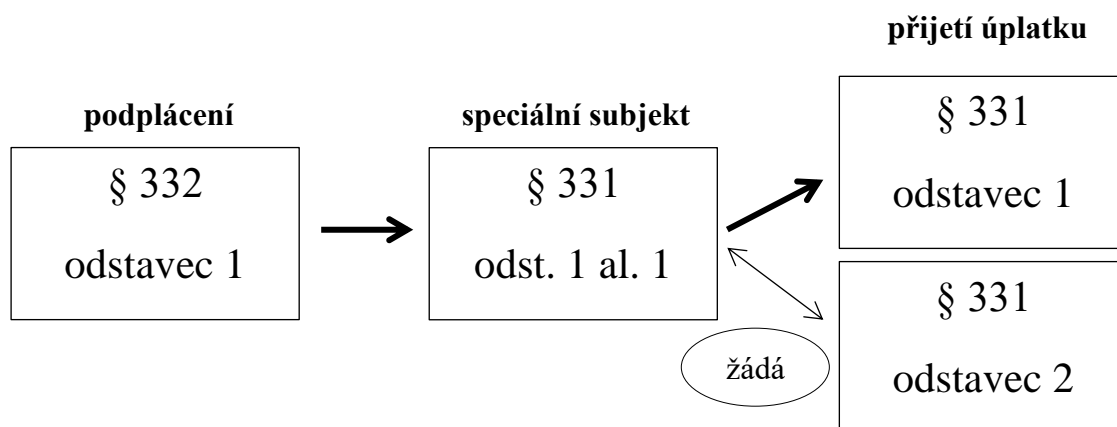 podplácení
§ 332
odstavec 1
speciální subjekt
§ 331
odst. 1 al. 1
přijetí úplatku
§ 331
odstavec 1
žádá
§ 331
odstavec 2